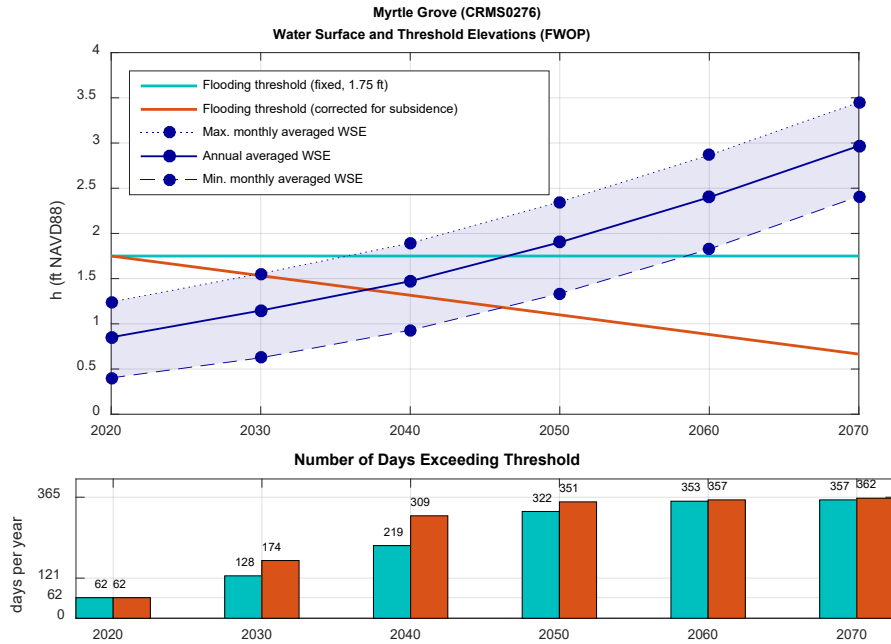 Myrtle Grove (CRMS0276)
Water Surface and Threshold Elevations (FWOP)
4
3.5
3
2.5
2
1.5
1
0.5
0
h (ft NAVD88)
Flooding threshold (fixed, 1.75 ft)
Flooding threshold (corrected for subsidence)
Max. monthly averaged WSE
Annual averaged WSE
Min. monthly averaged WSE
2020 2030 2040 2050 2060 2070
Number of Days Exceeding Threshold
365
121
62
0
days per year
62 62 128 174 219 309 322 351 353 357 357 362
2020 2030 2040 2050 2060 2070